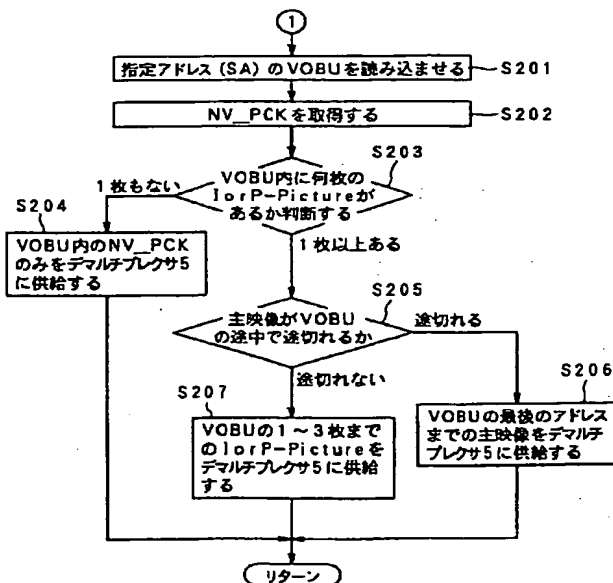 1
指定アドレス(SA)のVOBUを読み込ませる
S201
NV_PCKを取得する
S202
S203
VOBU内に何枚の
IorP-Pictureが
あるか判断する
1枚もない
S204
VOBU内のNV_PCK
のみをデマルチプレクサ5
に供給する
1枚以上ある
S205
主映像がVOBU
の途中で途切れるか
途切れる
途切れない
S206
VOBUの最後のアドレス
までの主映像をデマルチ
プレクサ5に供給する
S207
VOBUの1~3枚まで
のIorP-Pictureを
デマルチプレクサ5に供給
する
リターン